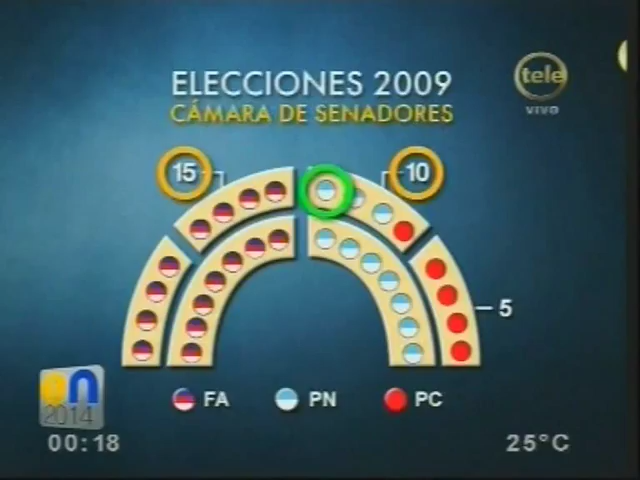 ELECCIONES 2009
CÁMARA DE SENADORES
tele
VIVO
15
10
5
FA
PN
PC
n
2014
00:18
25°C